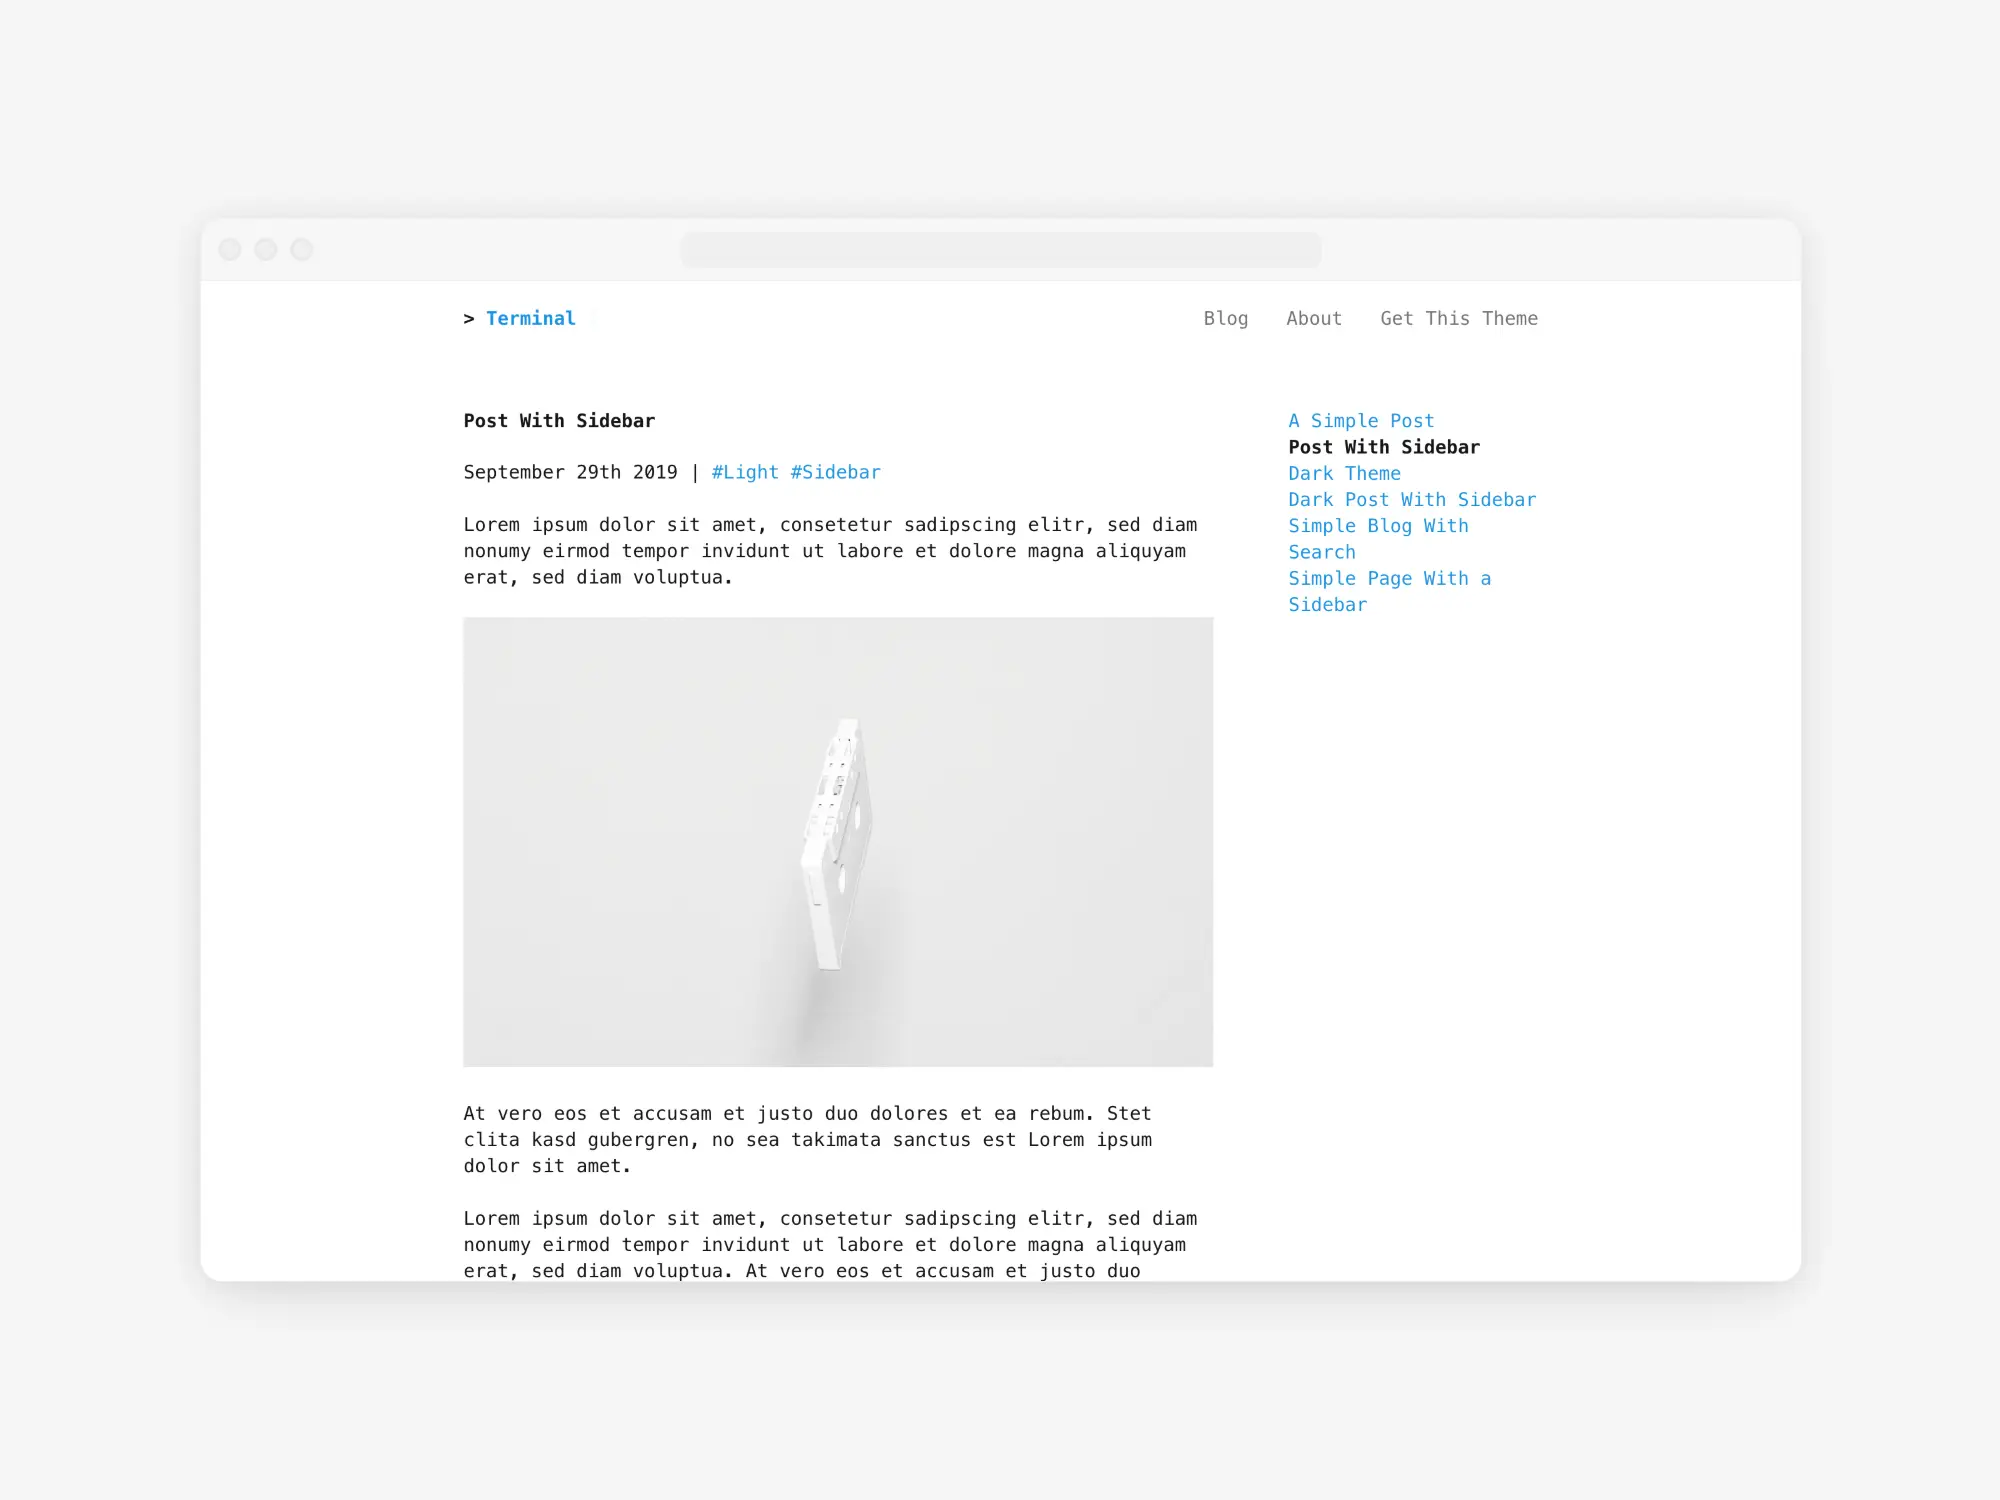 > Terminal
Blog About Get This Theme
Post With Sidebar
September 29th 2019 | #Light #Sidebar
Lorem ipsum dolor sit amet, consetetur sadipscing elitr, sed diam
nonumy eirmod tempor invidunt ut labore et dolore magna aliquyam
erat, sed diam voluptua.
At vero eos et accusam et justo duo dolores et ea rebum. Stet
clita kasd gubergren, no sea takimata sanctus est Lorem ipsum
dolor sit amet.
Lorem ipsum dolor sit amet, consetetur sadipscing elitr, sed diam
nonumy eirmod tempor invidunt ut labore et dolore magna aliquyam
erat, sed diam voluptua. At vero eos et accusam et justo duo
A Simple Post
Post With Sidebar
Dark Theme
Dark Post With Sidebar
Simple Blog With
Search
Simple Page With a
Sidebar